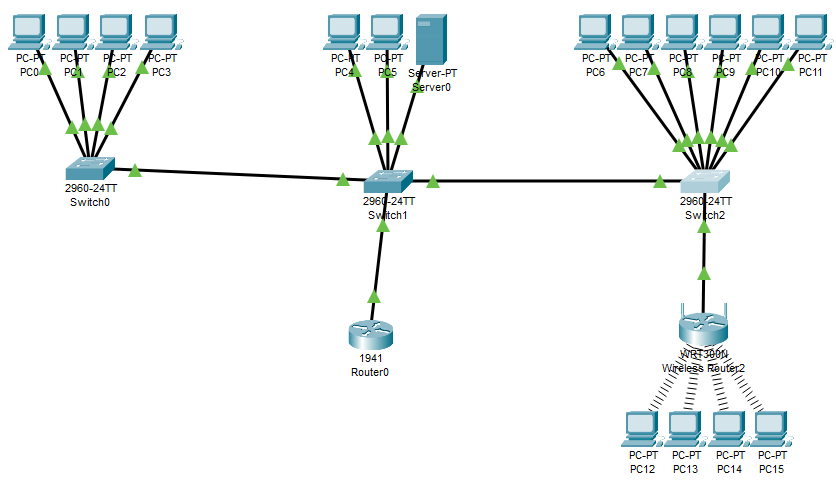 PC-PT
PC0
PC-PT
PC1
PC-PT
PC2
PC-PT
PC3
PC-PT
PC4
PC-PT
PC5
Server-PT
Server0
PC-PT
PC6
PC-PT
PC7
PC-PT
PC8
PC-PT
PC9
PC-PT
PC10
PC-PT
PC11
2960-24TT
Switch0
2960-24TT
Switch1
2960-24TT
Switch2
1941
Router0
WRT300N
Wireless Router2
PC-PT
PC12
PC-PT
PC13
PC-PT
PC14
PC-PT
PC15